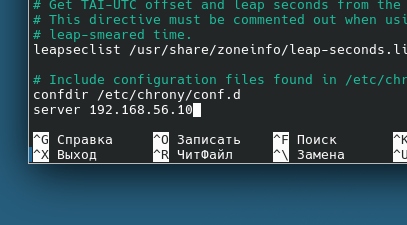 # Get TAI-UTC offset and leap seconds from the
# This directive must be commented out when usi
# leap-smeared time.
leapseclist /usr/share/zoneinfo/leap-seconds.li
# Include configuration files found in /etc/chr
confdir /etc/chrony/conf.d
server 192.168.56.10
^G Справка ^O Записать ^F Поиск ^K
^X Выход ^R ЧитФайл ^\ Замена ^U